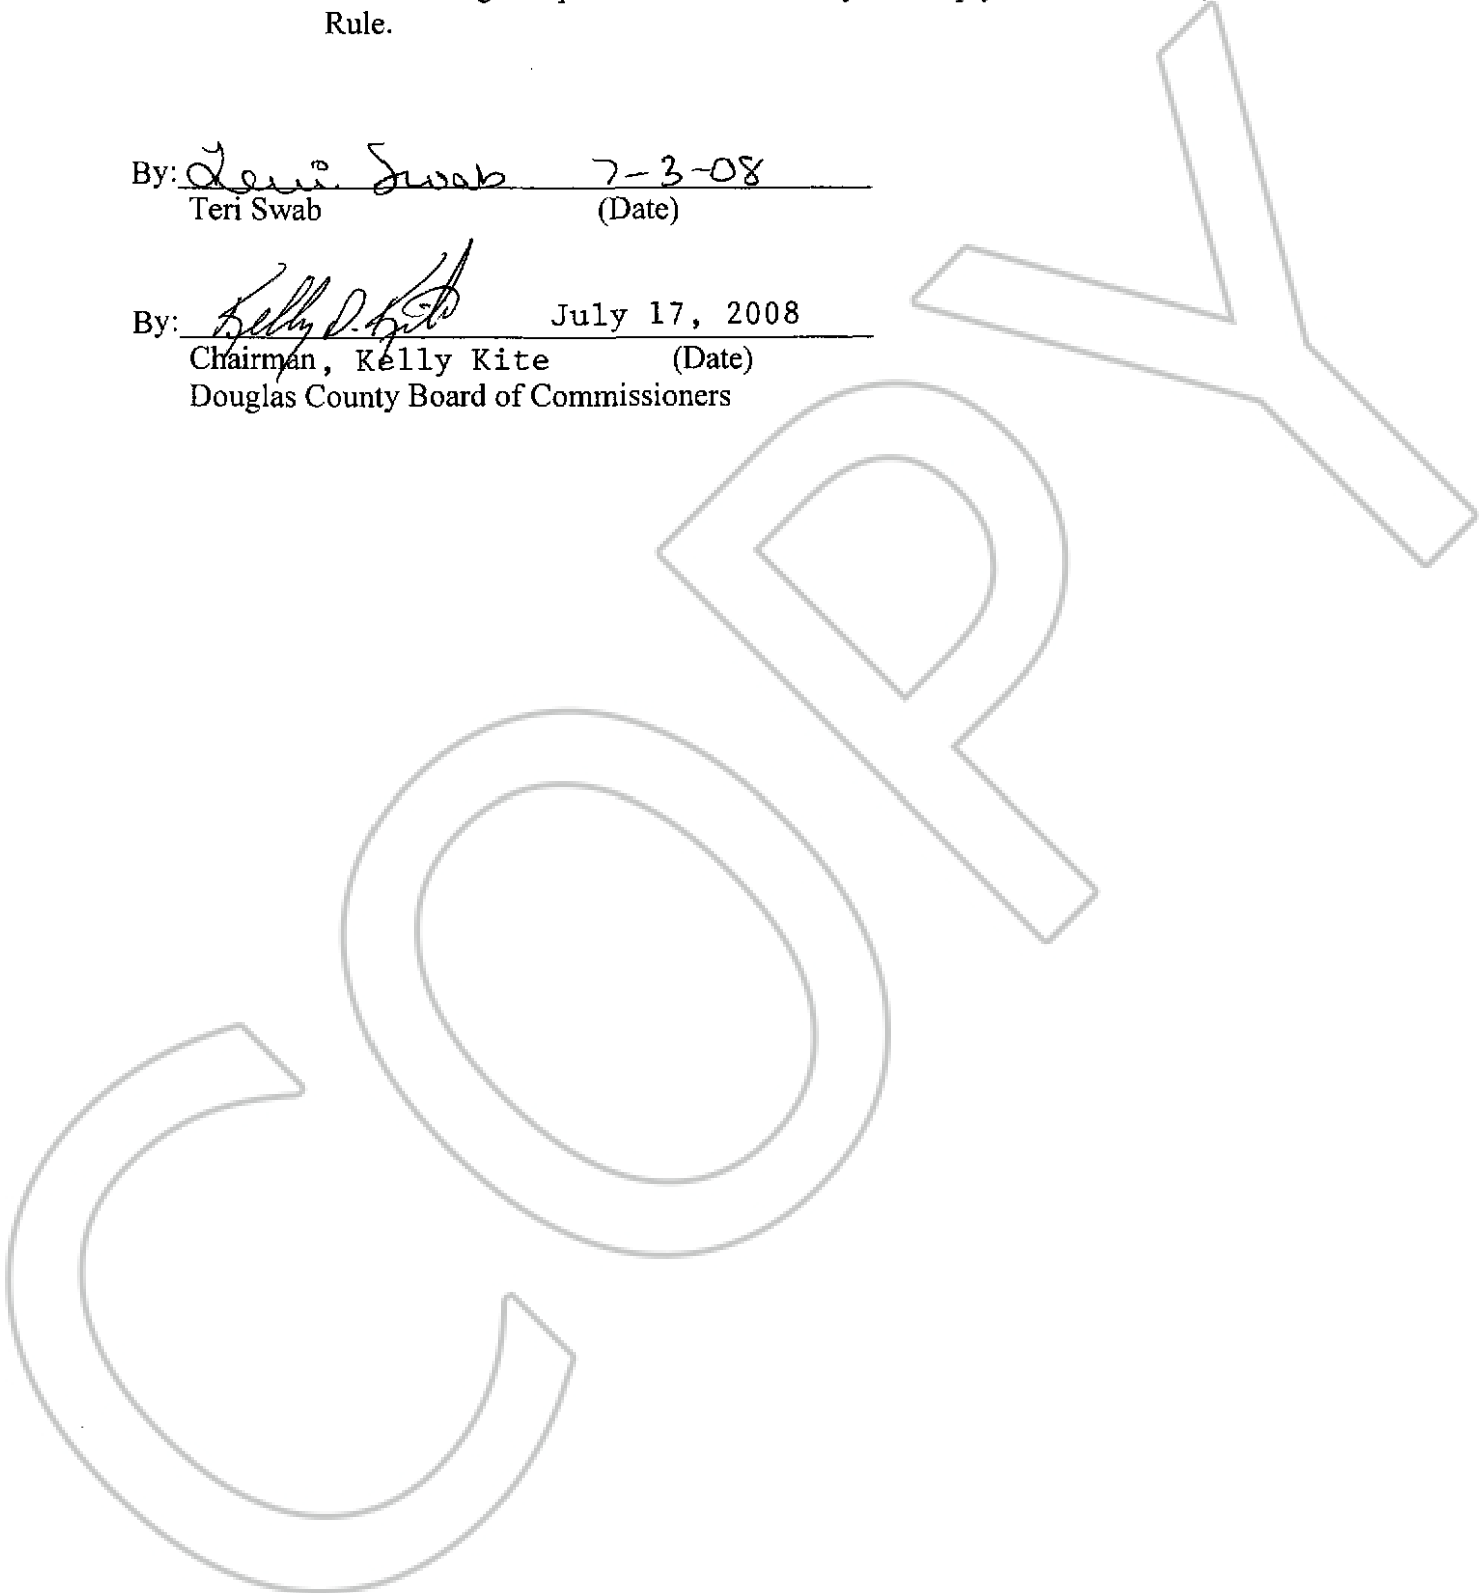 Rule.
By: Teri Swab 7-3-08
Teri Swab (Date)
By: Kelly D. Kite July 17, 2008
Chairman, Kelly Kite (Date)
Douglas County Board of Commissioners
COPY